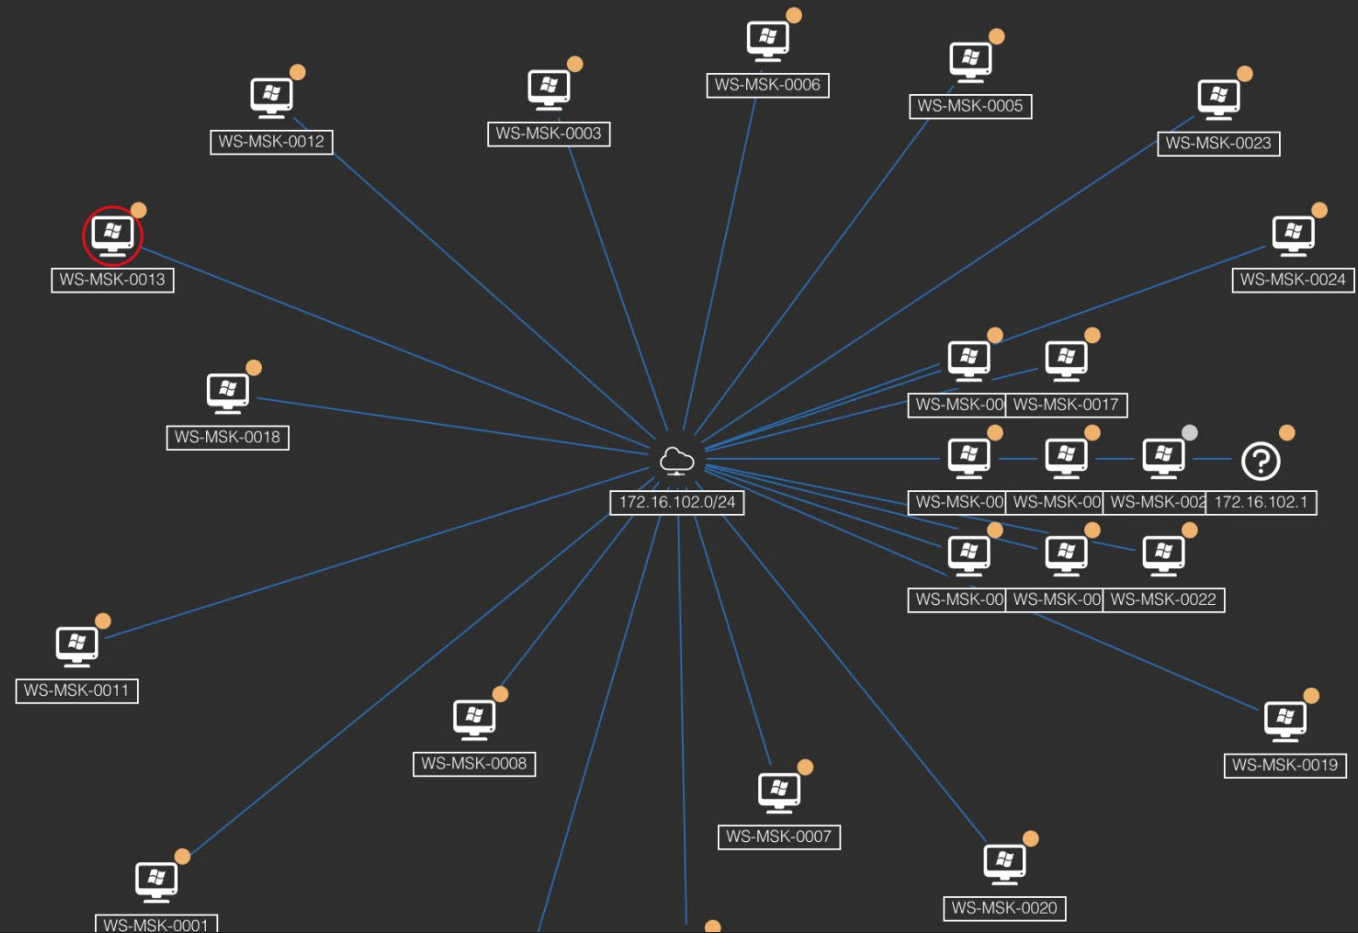 WS-MSK-0006
WS-MSK-0005
WS-MSK-0003
WS-MSK-0012
WS-MSK-0023
WS-MSK-0013
WS-MSK-0024
WS-MSK-00
WS-MSK-0017
WS-MSK-0018
172.16.102.0/24
WS-MSK-00
WS-MSK-00
WS-MSK-002
172.16.102.1
WS-MSK-00
WS-MSK-00
WS-MSK-0022
WS-MSK-0011
WS-MSK-0008
WS-MSK-0019
WS-MSK-0007
WS-MSK-0020
WS-MSK-0001